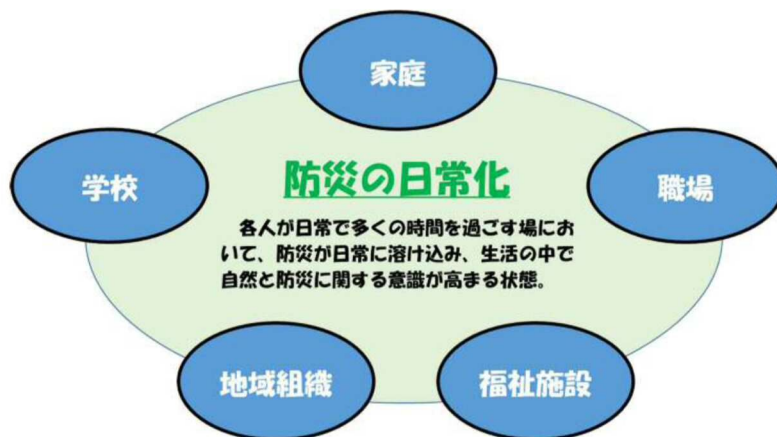 家庭
学校
防災の日常化
職場
各人が日常で多くの時間を過ごす場にお
いて、防災が日常に溶け込み、生活の中で
自然と防災に関する意識が高まる状態。
地域組織
福祉施設